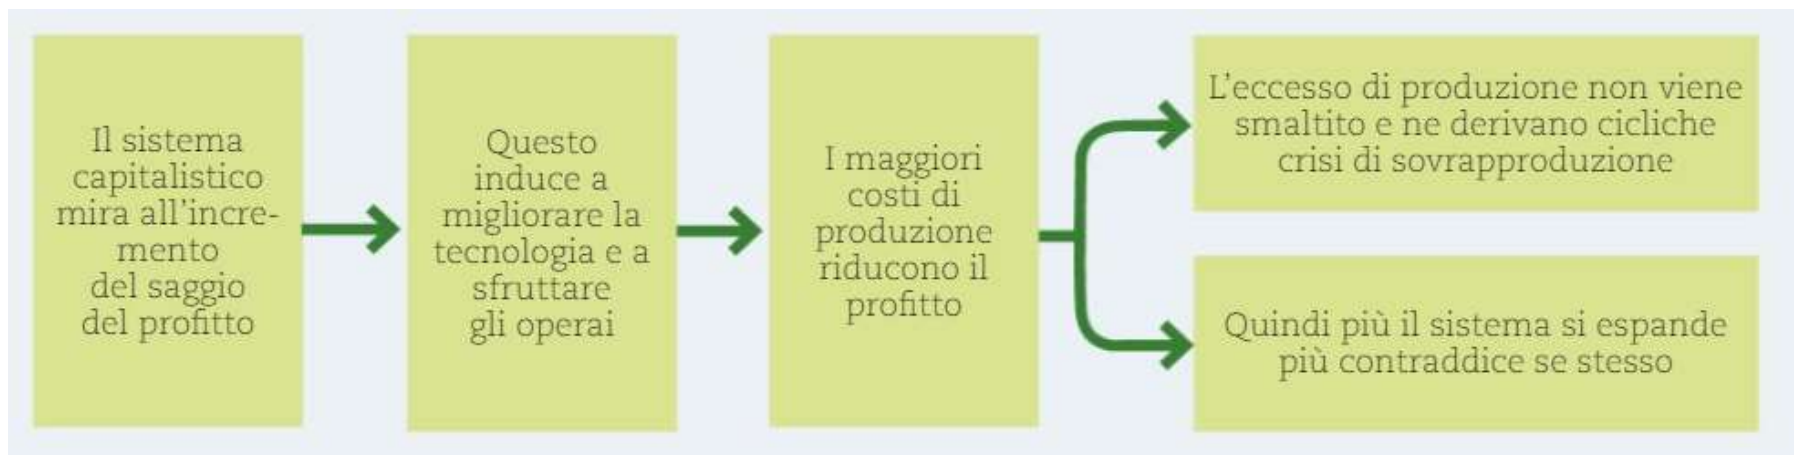 Il sistema
capitalistico
mira all'incre-
mento
del saggio
del profitto
Questo
induce a
migliorare la
tecnologia e a
sfruttare
gli operai
I maggiori
costi di
produzione
riducono il
profitto
L'eccesso di produzione non viene
smaltito e ne derivano cicliche
crisi di sovrapproduzione
Quindi più il sistema si espande
più contraddice se stesso